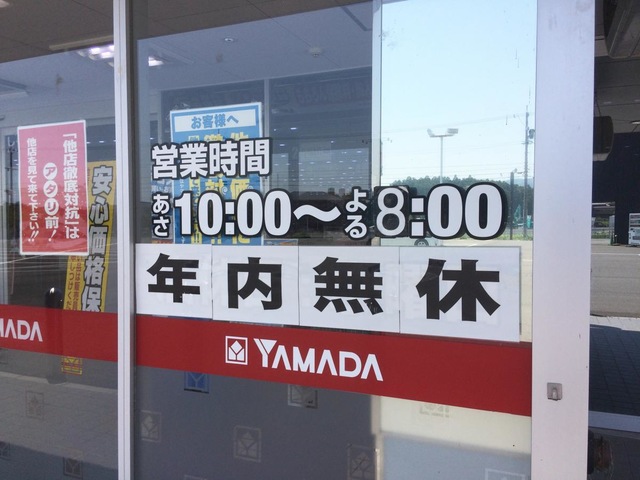 「他店徹底対抗」は
アタリ前!
他店を見て来て下さい!!
安心価格保
お客様へ
営業時間
あさ10:00〜よる8:00
年内無休
YAMADA
YAMADA